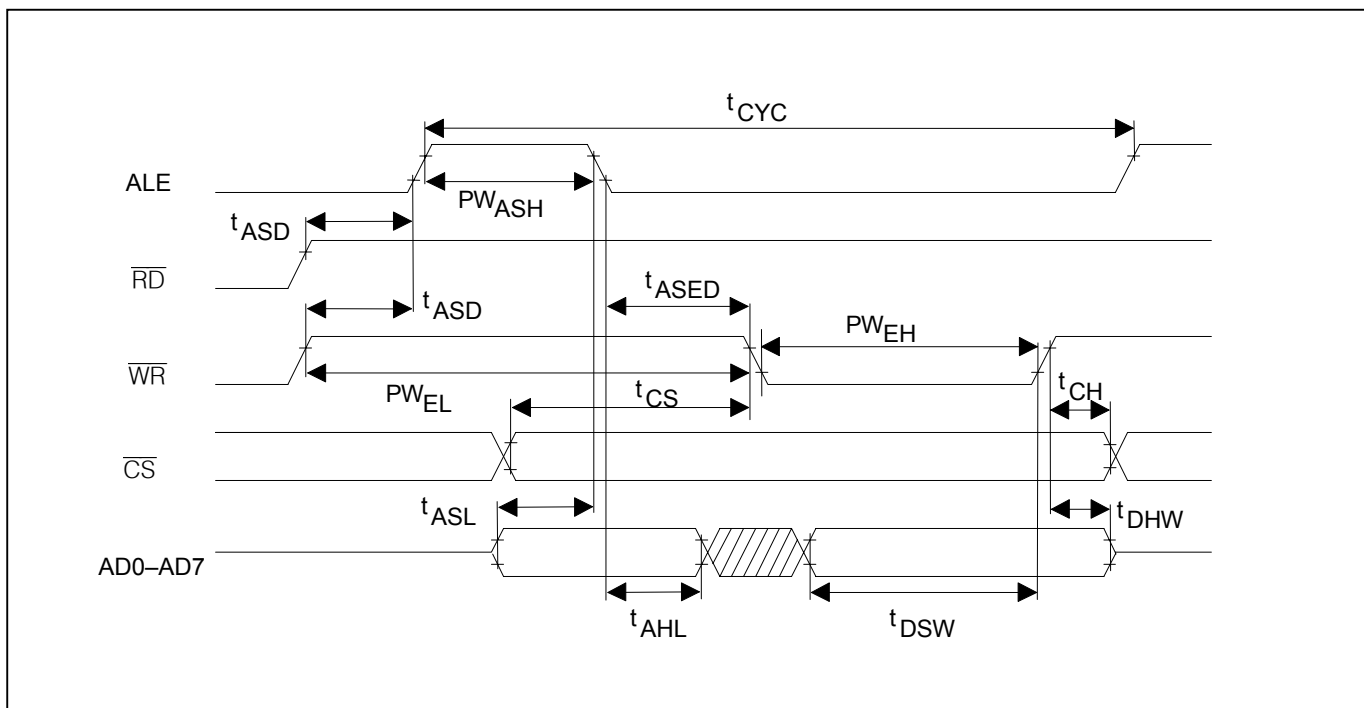 tCYC
ALE
PWASH
tASD
RD
tASED
tASD
PWEH
WR
tCH
PWEL
tCS
CS
tASL
tDHW
AD0–AD7
tAHL
tDSW